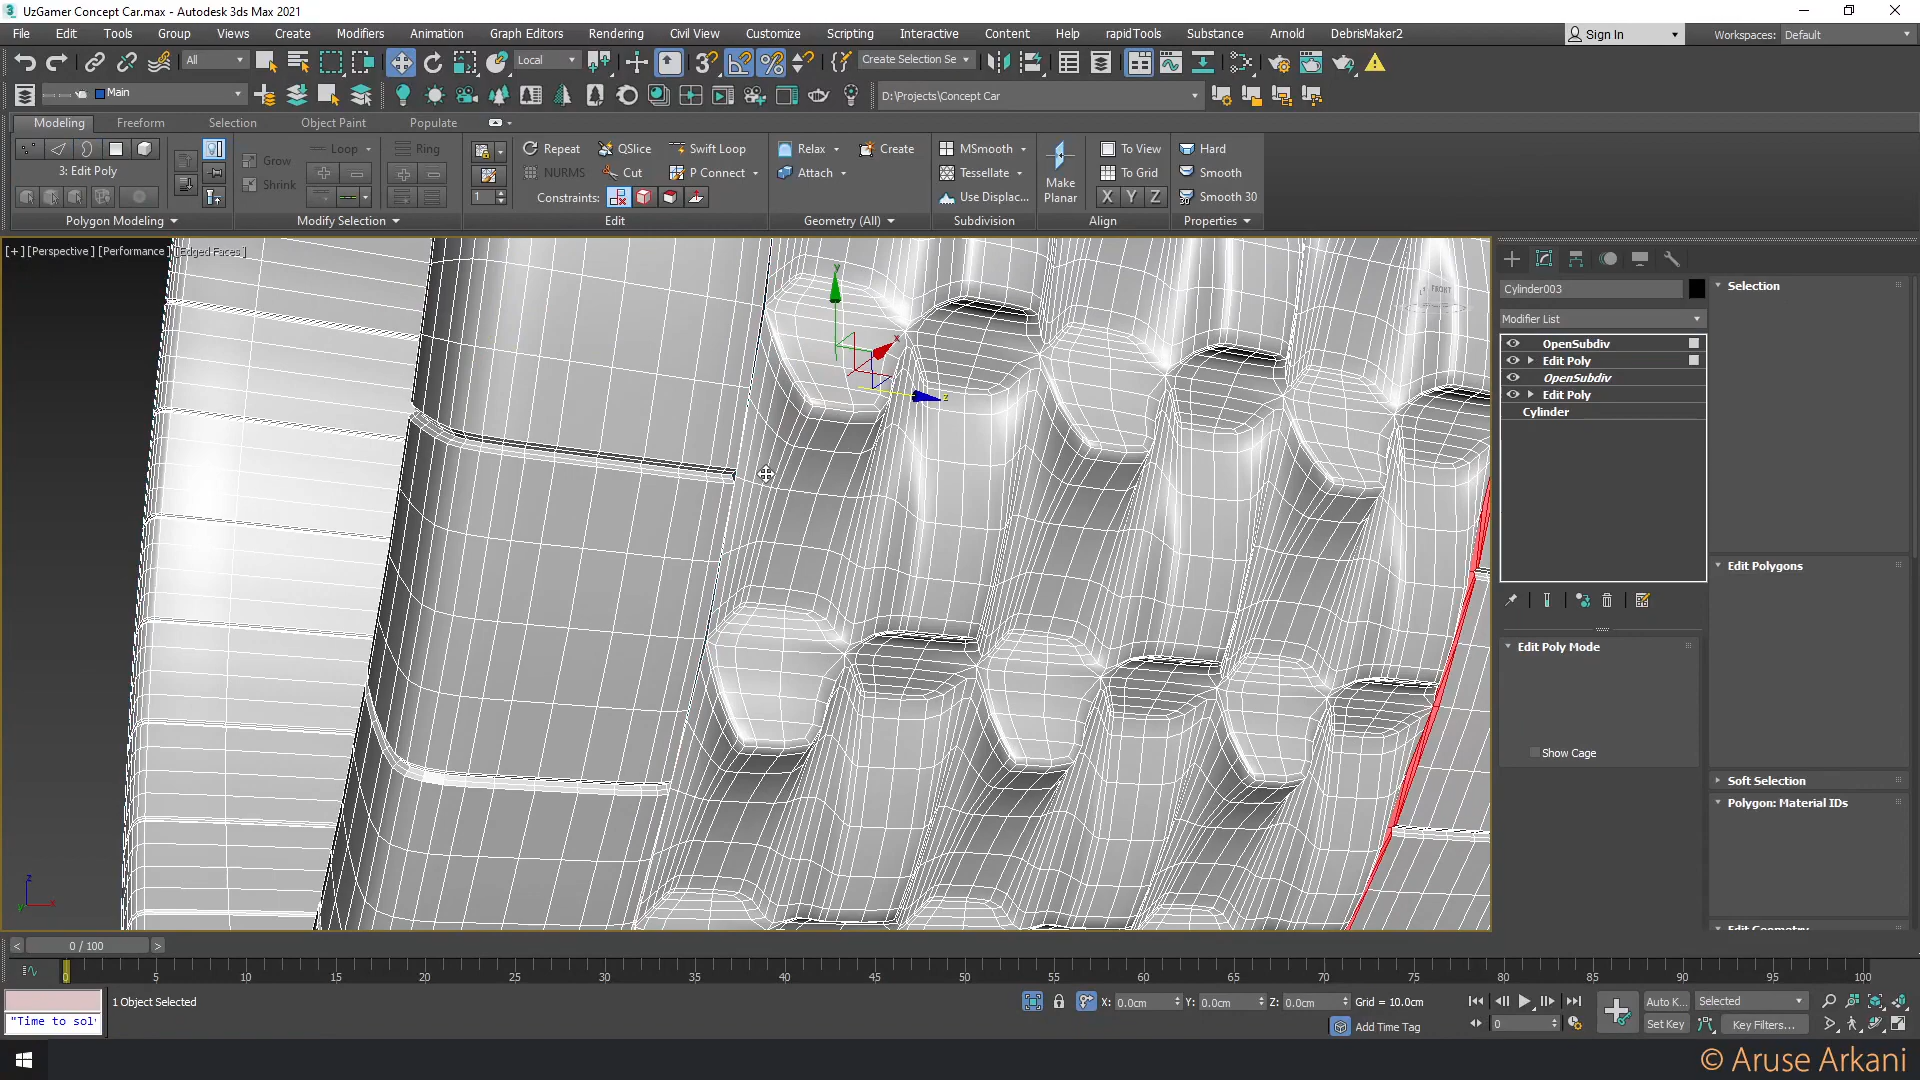 UzGamer Concept Car.max - Autodesk 3ds Max 2021
File Edit Tools Group Views Create Modifiers Animation Graph Editors Rendering Civil View Customize Scripting Interactive Content Help rapidTools Substance Arnold DebrisMaker2 Sign In Workspaces: Default
All Local Create Selection Se
Main D:\Projects\Concept Car
Modeling Freeform Selection Object Paint Populate
Loop Ring Repeat QSlice Swift Loop Relax Create MSmooth To View Hard
Grow
3: Edit Poly NURMS Cut P Connect Attach Tessellate To Grid Smooth
Shrink Make Planar
1 Constraints: Use Displac... X Y Z Smooth 30
Polygon Modeling Modify Selection Edit Geometry (All) Subdivision Align Properties
[+] [Perspective] [Performance] [Edged Faces]
y
x
z
FRONT
Cylinder003
Modifier List
OpenSubdiv
Edit Poly
OpenSubdiv
Edit Poly
Cylinder
Edit Poly Mode
Show Cage
Selection
Edit Polygons
Soft Selection
Polygon: Material IDs
Edit Geometry
z
y x
< 0 / 100 >
0 5 10 15 20 25 30 35 40 45 50 55 60 65 70 75 80 85 90 95 100
1 Object Selected X: 0.0cm Y: 0.0cm Z: 0.0cm Grid = 10.0cm Auto K... Selected
"Time to sol Add Time Tag 0 Set Key Key Filters...
© Aruse Arkani